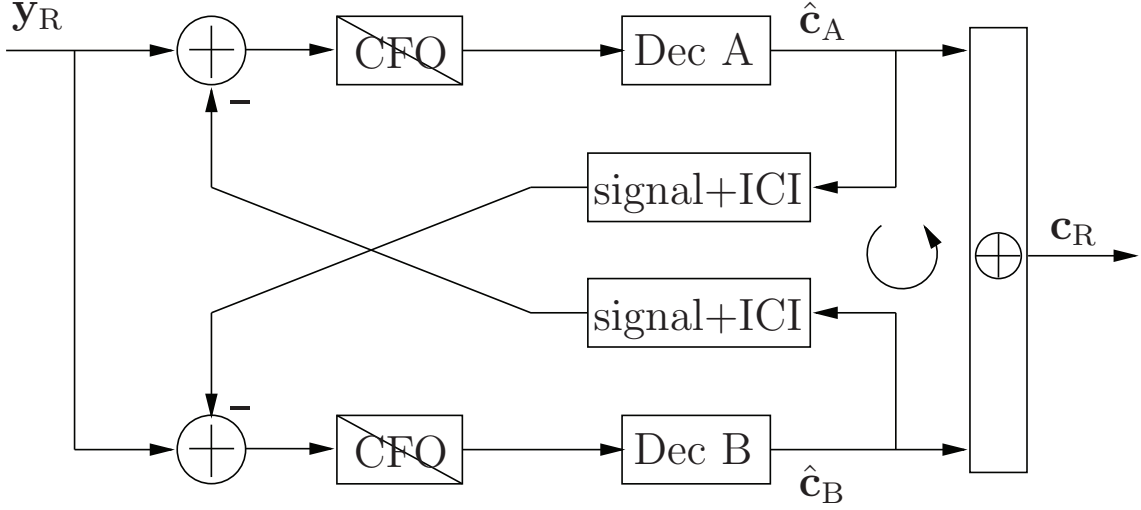 y_R
ĉ_A
−
CFO
Dec A
signal+ICI
c_R
signal+ICI
−
CFO
Dec B
ĉ_B